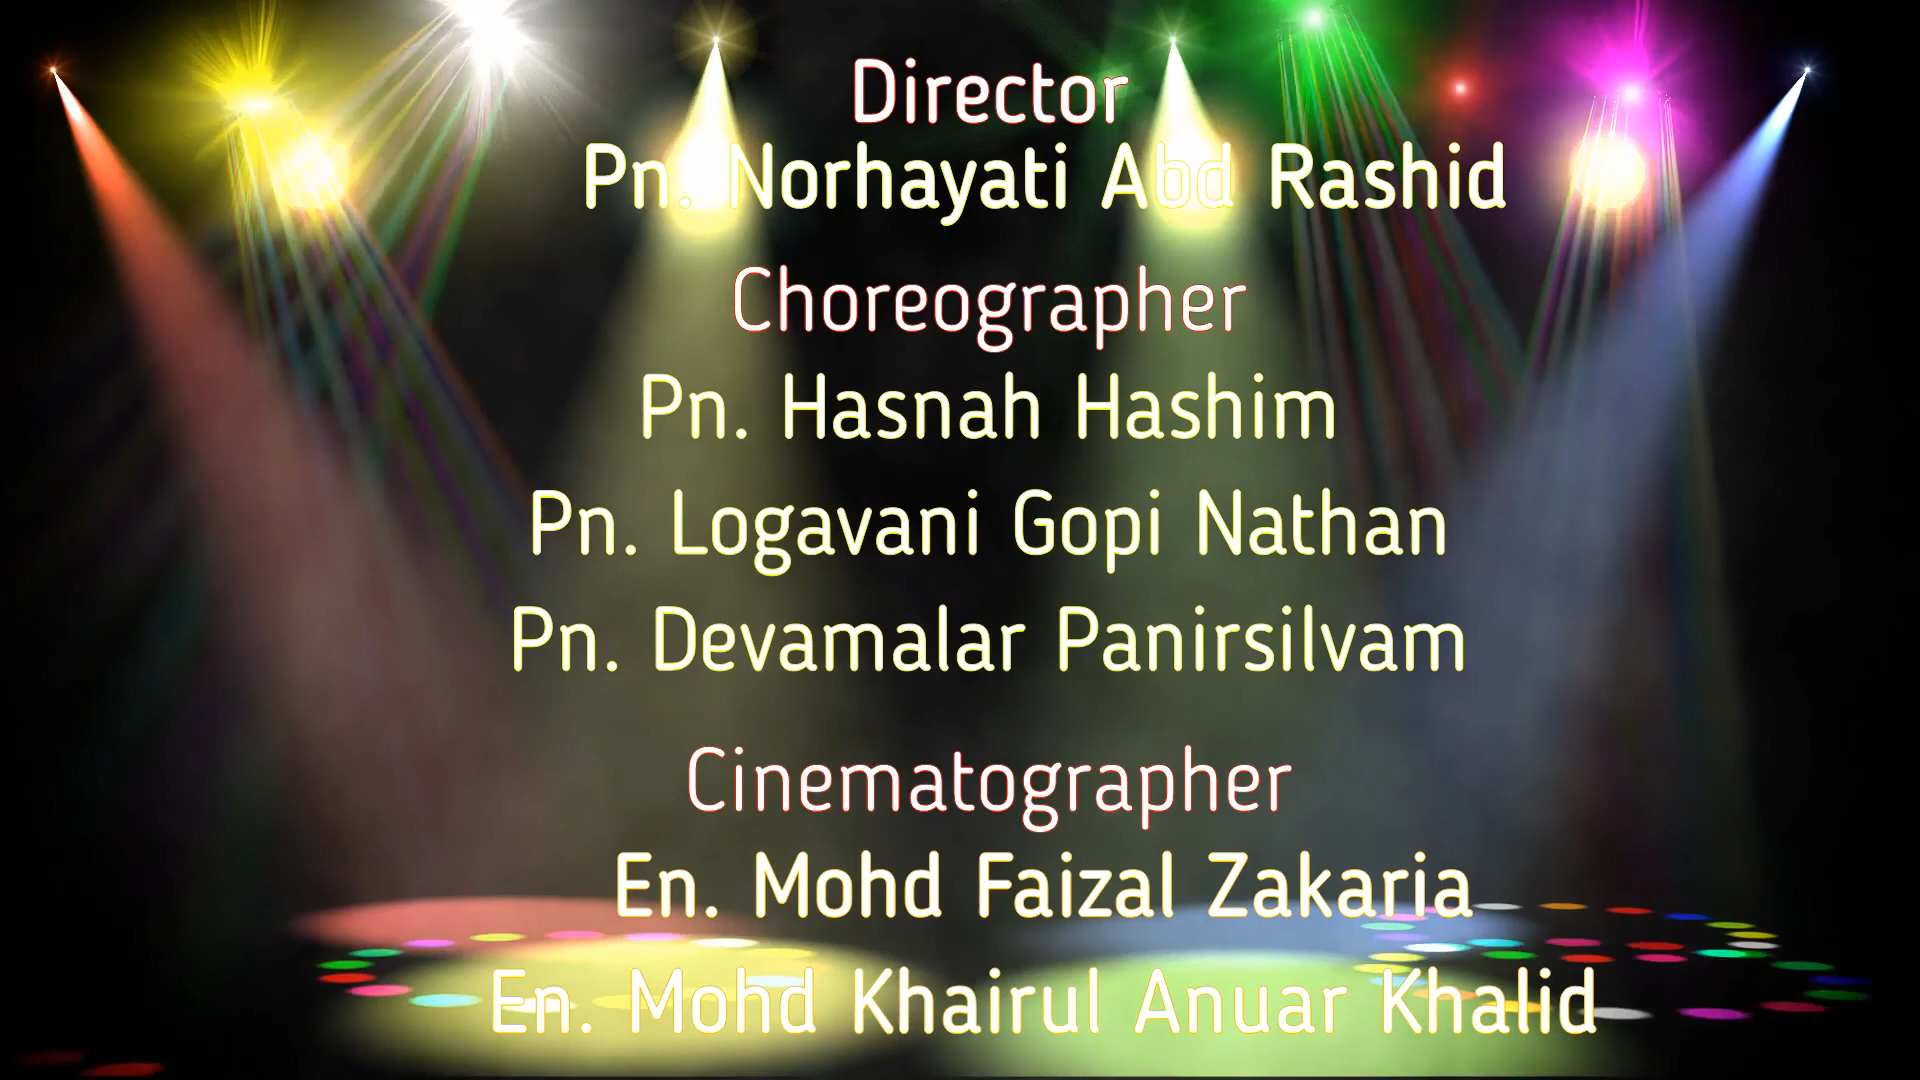 Director
Pn. Norhayati Abd Rashid
Choreographer
Pn. Hasnah Hashim
Pn. Logavani Gopi Nathan
Pn. Devamalar Panirsilvam
Cinematographer
En. Mohd Faizal Zakaria
En. Mohd Khairul Anuar Khalid